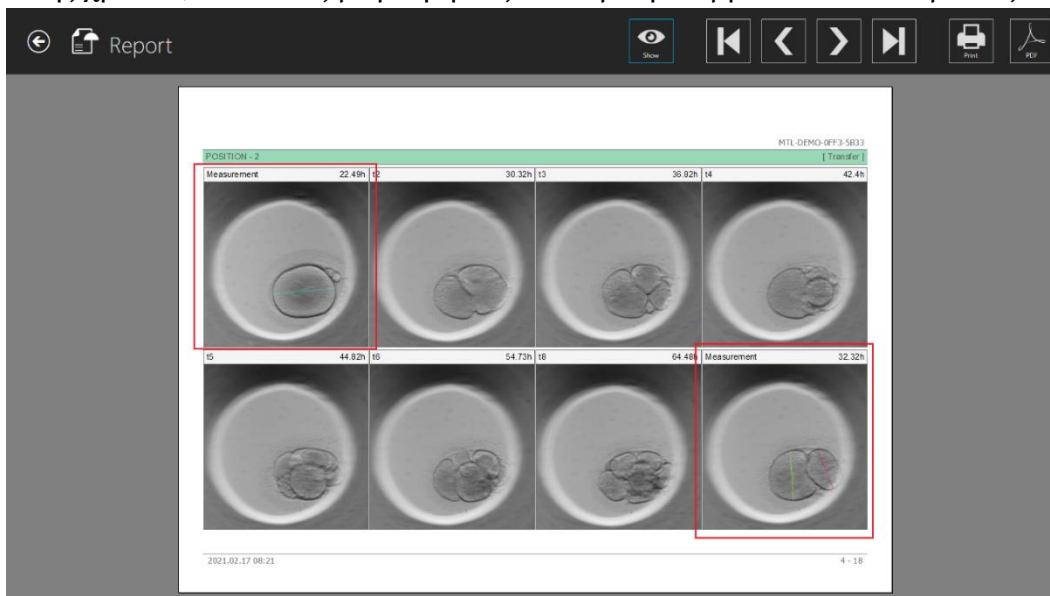 Report
Show
Print
PDF
MTL-DEMO-0FF3-5B33
POSITION - 2 [ Transfer ]
Measurement 22.49h t2 30.32h t3 36.82h t4 42.4h
t5 44.82h t6 54.73h t8 64.48h Measurement 32.32h
2021.02.17 08:21 4 - 18